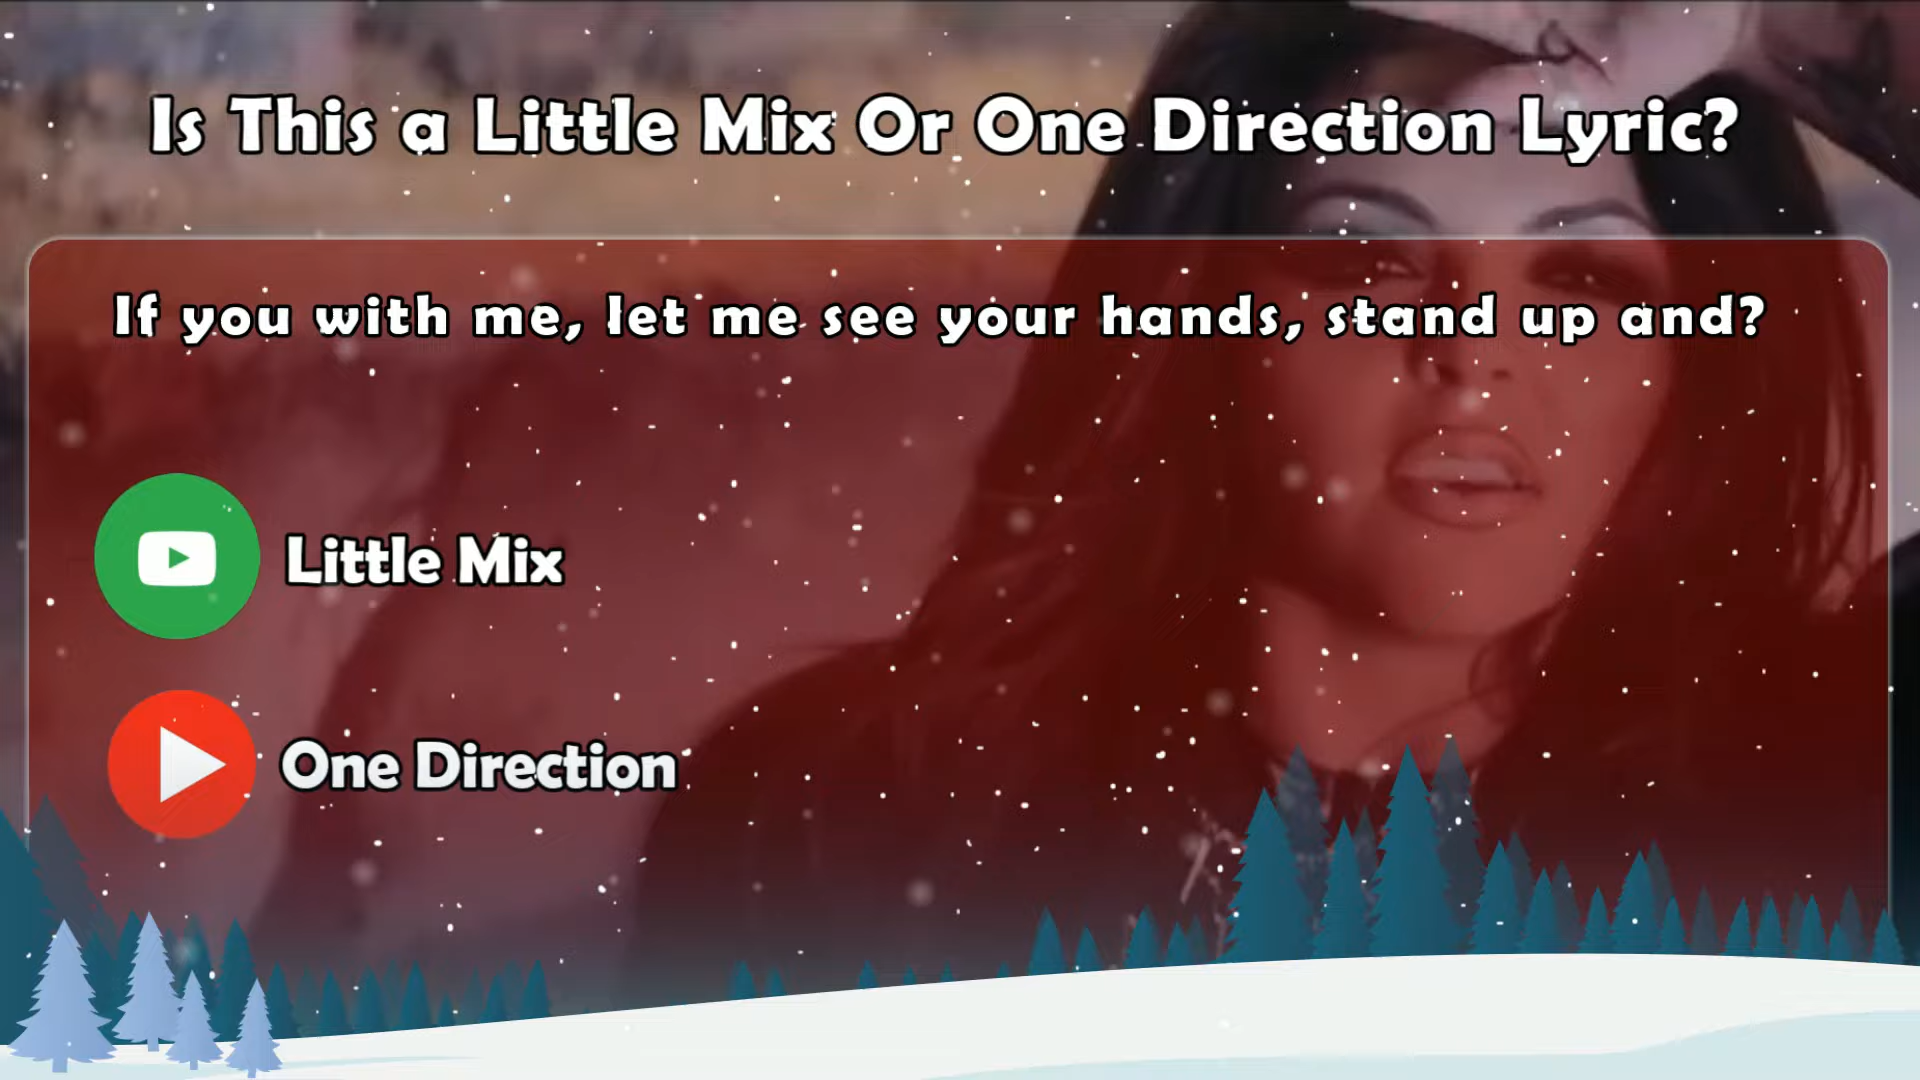 Is This a Little Mix Or One Direction Lyric?
If you with me, let me see your hands, stand up and?
Little Mix
One Direction